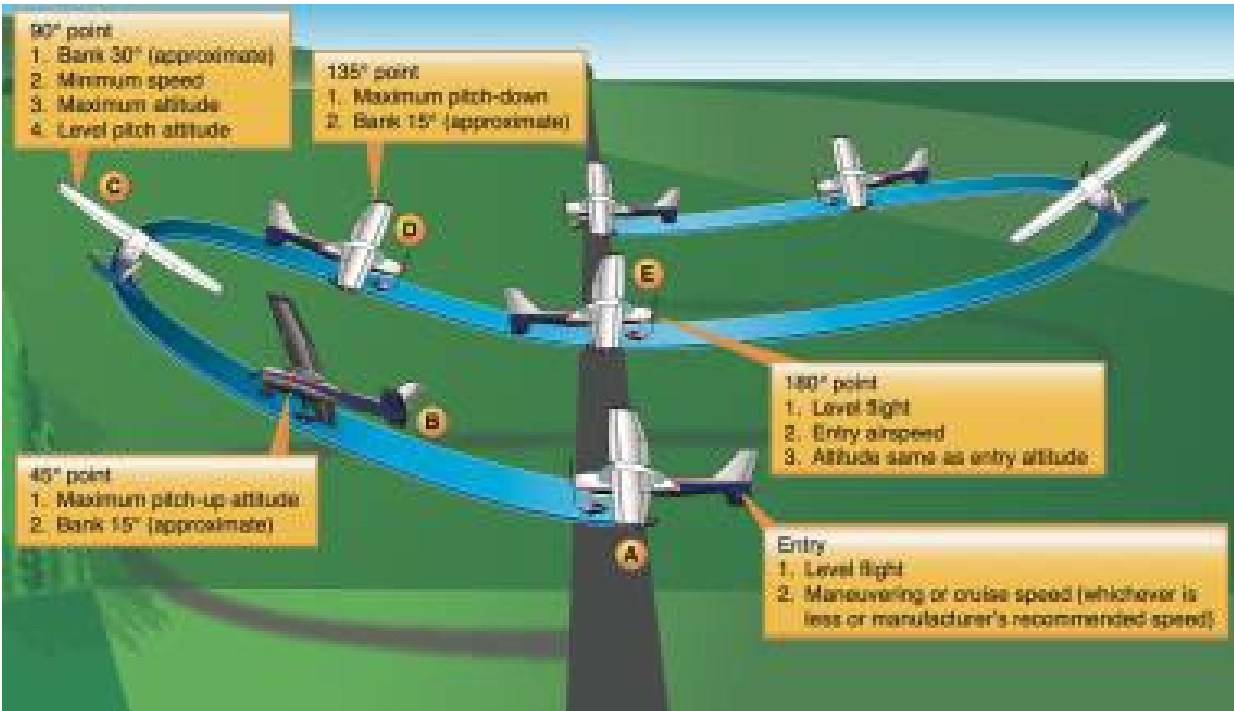 90° point
1. Bank 30° (approximate)
2. Minimum speed
3. Maximum altitude
4. Level pitch attitude
135° point
1. Maximum pitch-down
2. Bank 15° (approximate)
C
D
E
B
180° point
1. Level flight
2. Entry airspeed
3. Altitude same as entry altitude
45° point
1. Maximum pitch-up attitude
2. Bank 15° (approximate)
A
Entry
1. Level flight
2. Maneuvering or cruise speed (whichever is
less or manufacturer's recommended speed)